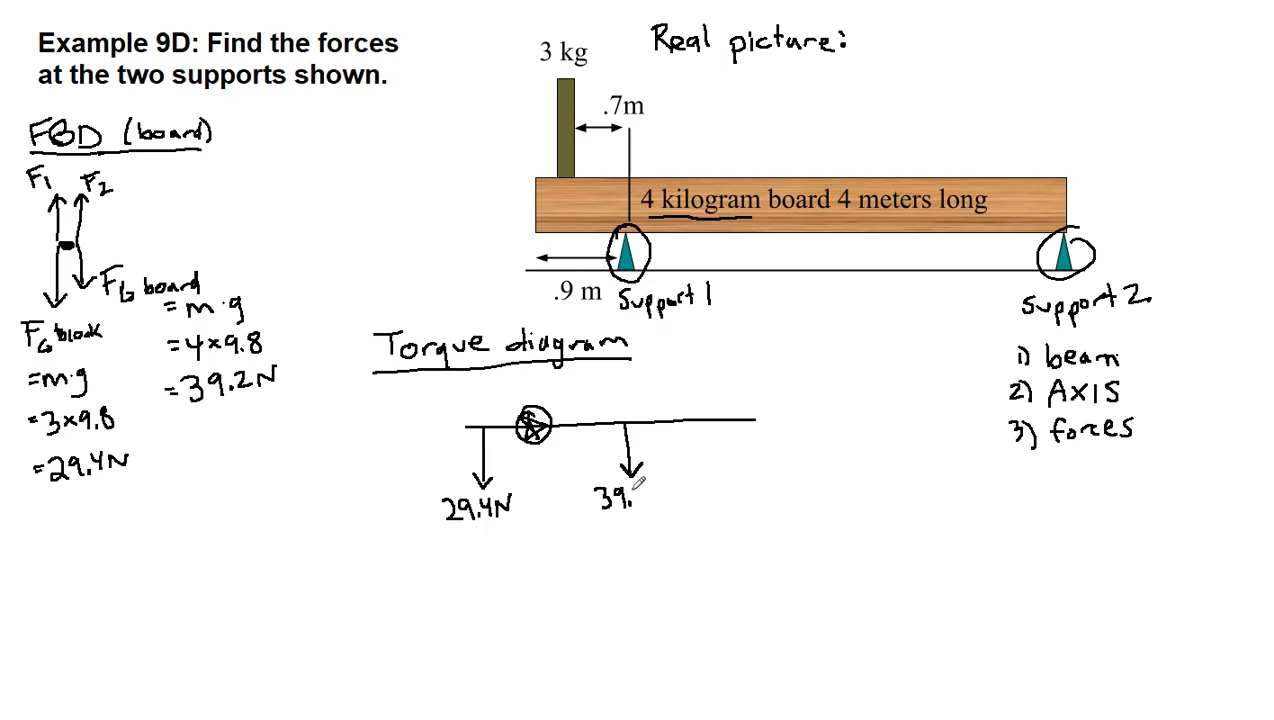 Example 9D: Find the forces
at the two supports shown.
Real picture:
3 kg
.7m
4 kilogram board 4 meters long
.9 m
Support 1
Support 2
FBD (board)
F1 F2
FG board
= m·g
= 4×9.8
= 39.2N
FG block
= m·g
= 3×9.8
= 29.4N
Torque diagram
29.4N
39.
1) beam
2) AXIS
3) forces